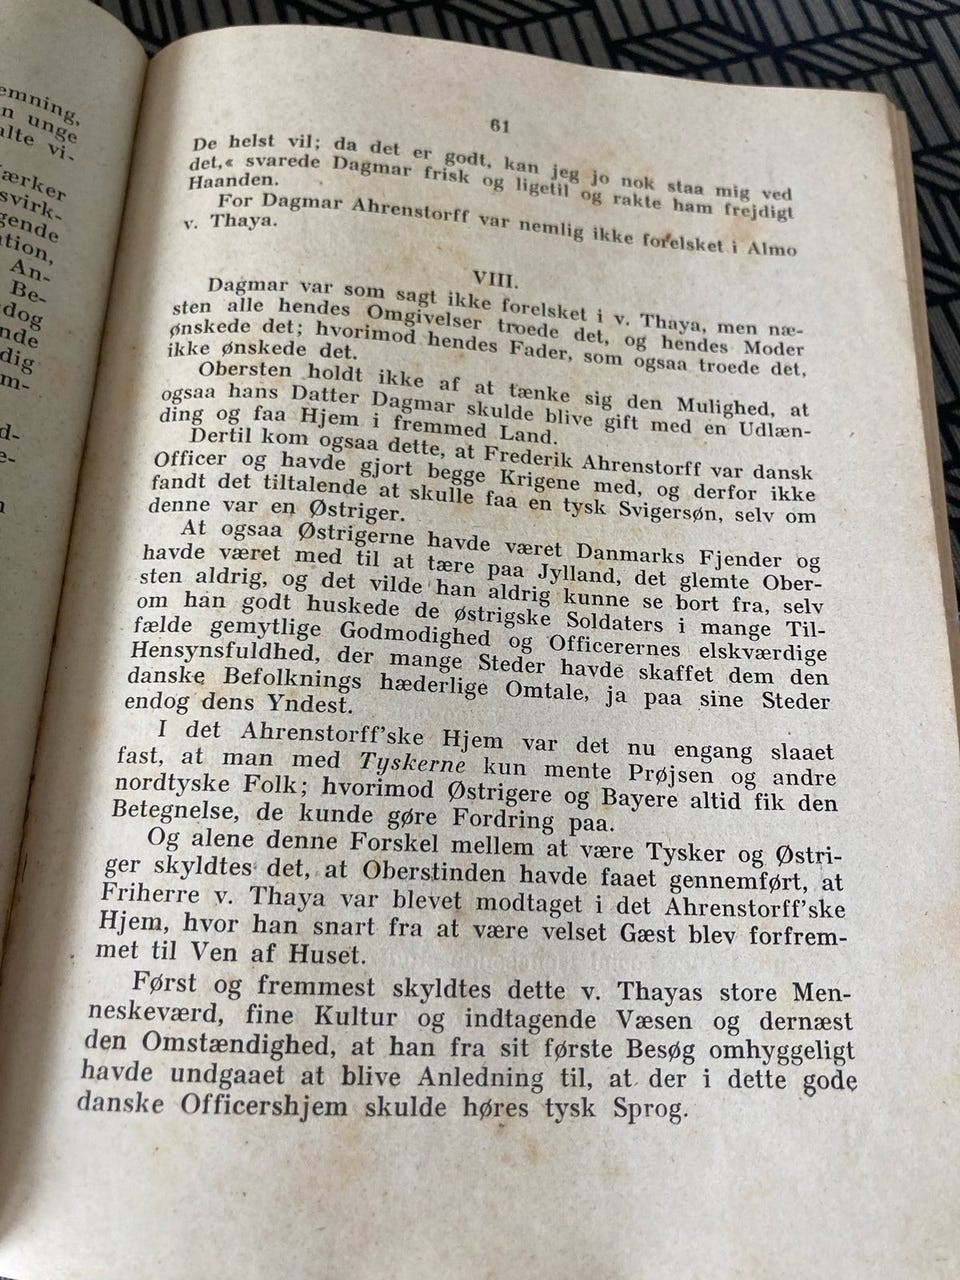 emning,
n unge
alte vi-
ærker
svirk-
gende
tion,
An-
Be-
dog
nde
dig
m-
d-
e-
61
De helst vil; da det er godt, kan jeg jo nok staa mig ved
det,« svarede Dagmar frisk og ligetil og rakte ham frejdigt
Haanden.
For Dagmar Ahrenstorff var nemlig ikke forelsket i Almo
v. Thaya.
VIII.
Dagmar var som sagt ikke forelsket i v. Thaya, men næ-
sten alle hendes Omgivelser troede det, og hendes Moder
ønskede det; hvorimod hendes Fader, som ogsaa troede det,
ikke ønskede det.
Obersten holdt ikke af at tænke sig den Mulighed, at
ogsaa hans Datter Dagmar skulde blive gift med en Udlæn-
ding og faa Hjem i fremmed Land.
Dertil kom ogsaa dette, at Frederik Ahrenstorff var dansk
Officer og havde gjort begge Krigene med, og derfor ikke
fandt det tiltalende at skulle faa en tysk Svigersøn, selv om
denne var en Østriger.
At ogsaa Østrigerne havde været Danmarks Fjender og
havde været med til at tære paa Jylland, det glemte Ober-
sten aldrig, og det vilde han aldrig kunne se bort fra, selv
om han godt huskede de østrigske Soldaters i mange Til-
fælde gemytlige Godmodighed og Officerernes elskværdige
Hensynsfuldhed, der mange Steder havde skaffet dem den
danske Befolknings hæderlige Omtale, ja paa sine Steder
endog dens Yndest.
I det Ahrenstorff'ske Hjem var det nu engang slaaet
fast, at man med Tyskerne kun mente Prøjsen og andre
nordtyske Folk; hvorimod Østrigere og Bayere altid fik den
Betegnelse, de kunde gøre Fordring paa.
Og alene denne Forskel mellem at være Tysker og Østri-
ger skyldtes det, at Oberstinden havde faaet gennemført, at
Friherre v. Thaya var blevet modtaget i det Ahrenstorff'ske
Hjem, hvor han snart fra at være velset Gæst blev forfrem-
met til Ven af Huset.
Først og fremmest skyldtes dette v. Thayas store Men-
neskeværd, fine Kultur og indtagende Væsen og dernæst
den Omstændighed, at han fra sit første Besøg omhyggeligt
havde undgaaet at blive Anledning til, at der i dette gode
danske Officershjem skulde høres tysk Sprog.